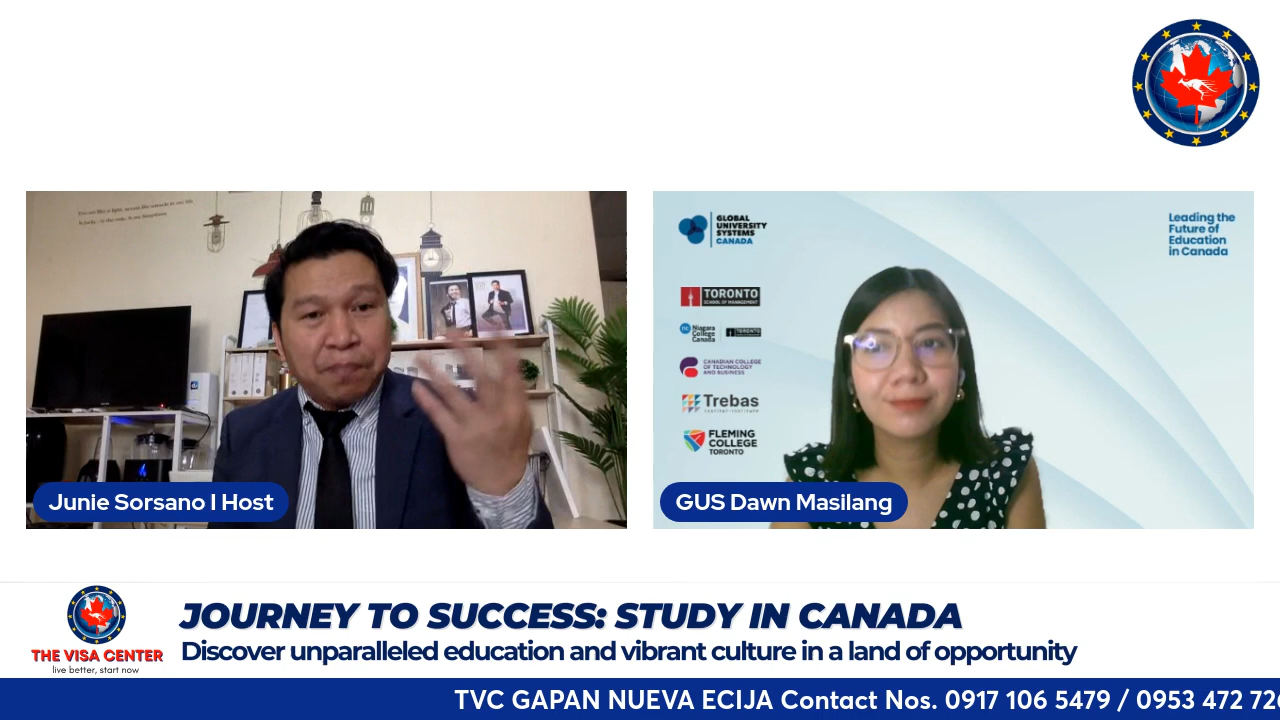 GLOBAL
UNIVERSITY
SYSTEMS
CANADA
Leading the
Future of
Education
in Canada
TORONTO
SCHOOL OF MANAGEMENT
nc Niagara
College
Canada
TORONTO
CANADIAN COLLEGE
OF TECHNOLOGY
AND BUSINESS
Trebas
FLEMING
COLLEGE
TORONTO
Junie Sorsano I Host
GUS Dawn Masilang
JOURNEY TO SUCCESS: STUDY IN CANADA
Discover unparalleled education and vibrant culture in a land of opportunity
THE VISA CENTER
live better, start now
TVC GAPAN NUEVA ECIJA Contact Nos. 0917 106 5479 / 0953 472